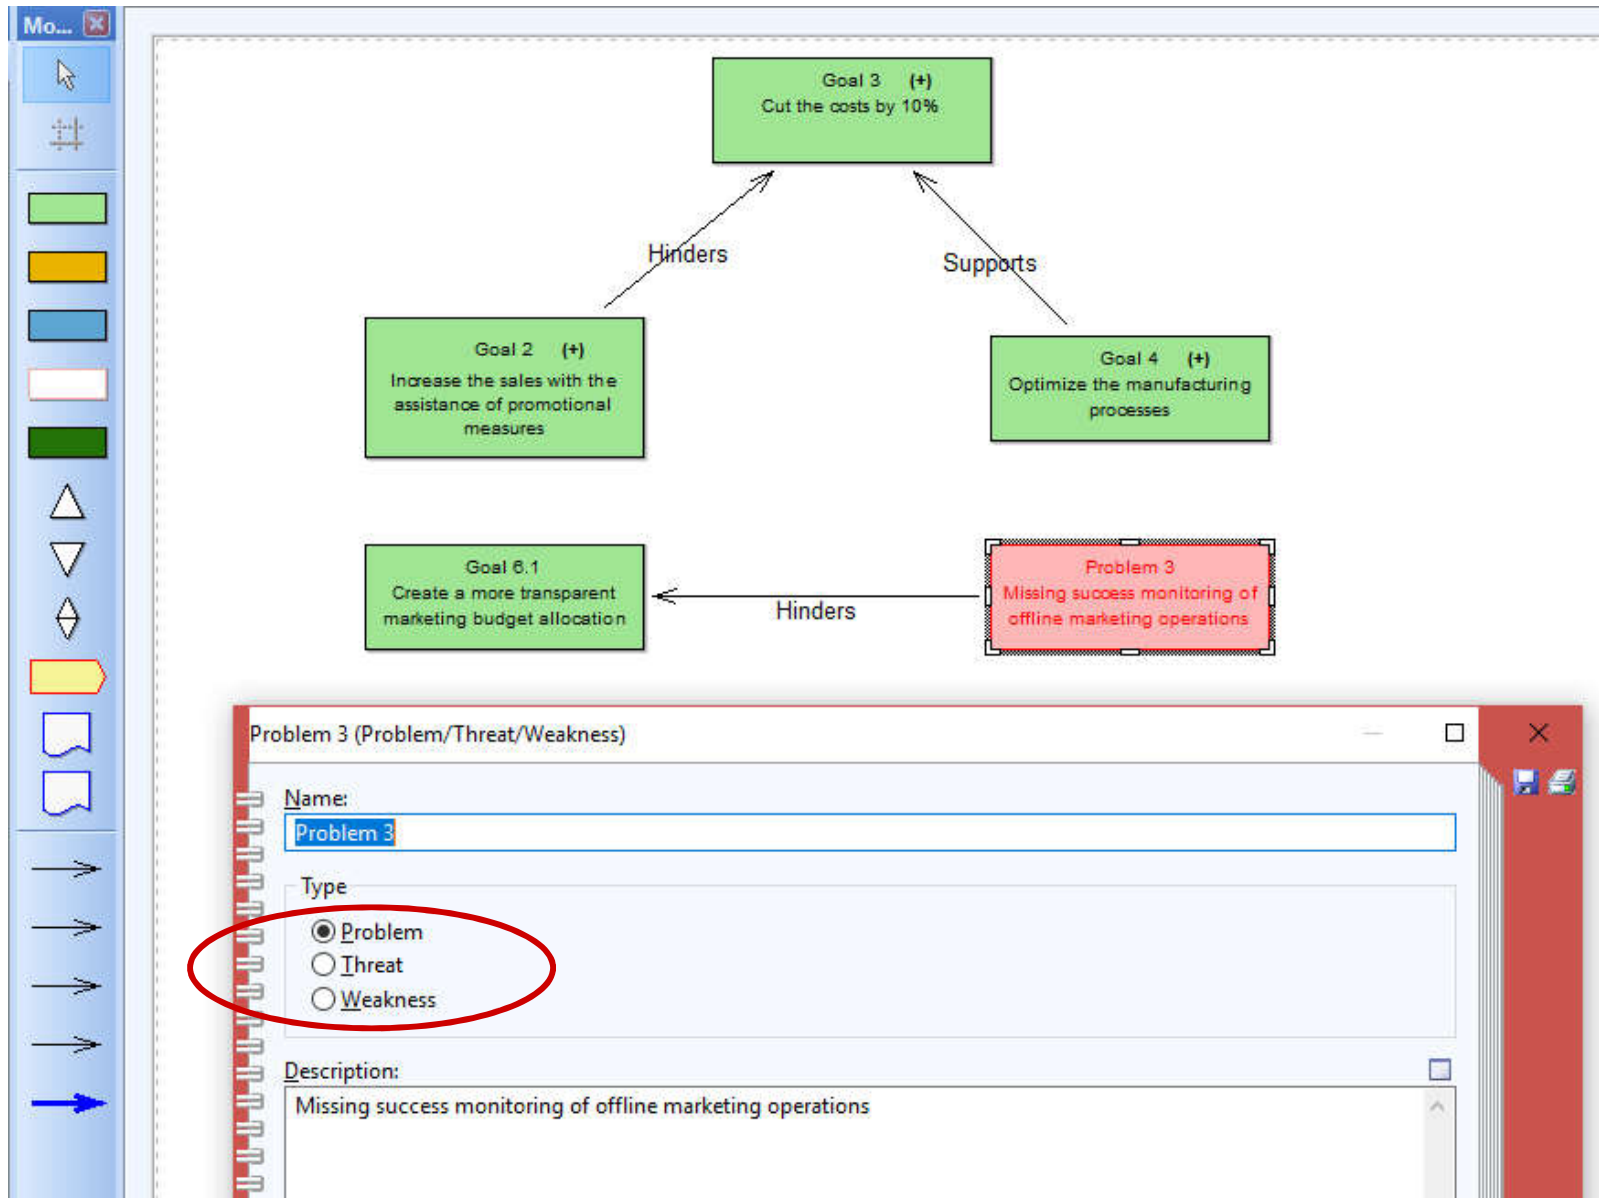 Mo...
Goal 3 (+)
Cut the costs by 10%
Hinders
Supports
Goal 2 (+)
Increase the sales with the
assistance of promotional
measures
Goal 4 (+)
Optimize the manufacturing
processes
Goal 6.1
Create a more transparent
marketing budget allocation
Hinders
Problem 3
Missing success monitoring of
offline marketing operations
Problem 3 (Problem/Threat/Weakness)
Name:
Problem 3
Type
Problem
Threat
Weakness
Description:
Missing success monitoring of offline marketing operations